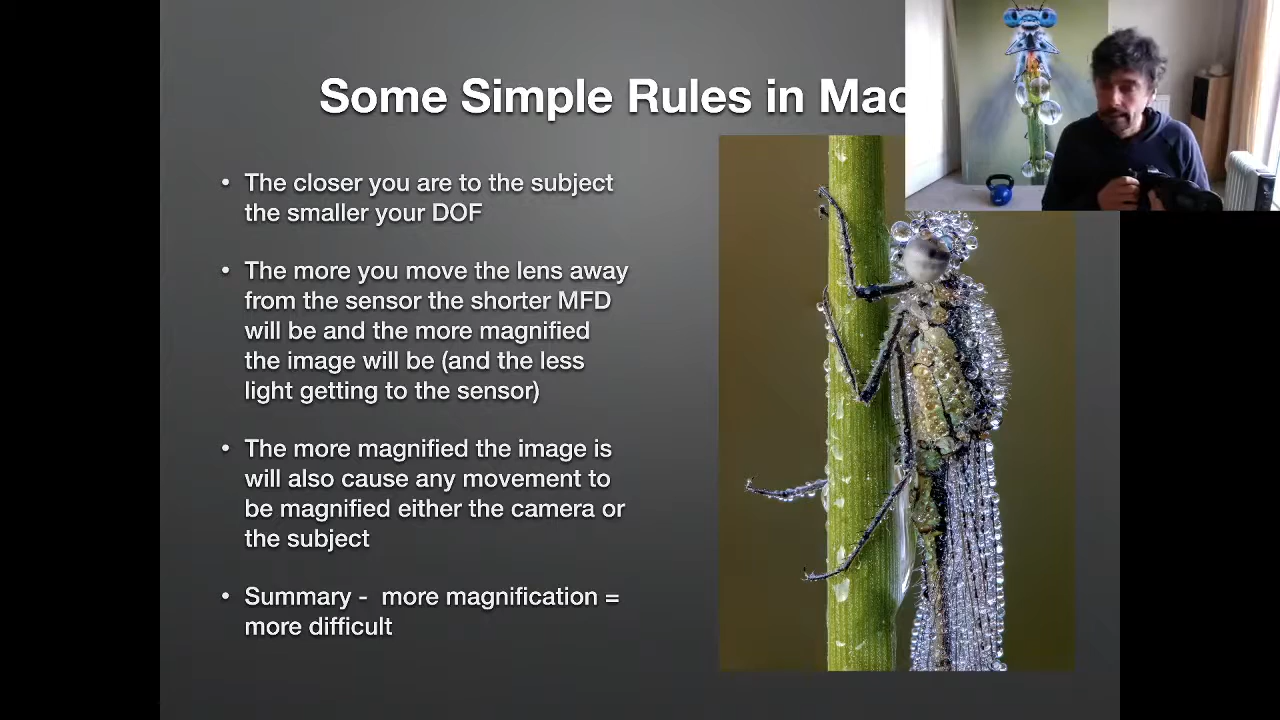 Some Simple Rules in Mac
• The closer you are to the subject
the smaller your DOF
• The more you move the lens away
from the sensor the shorter MFD
will be and the more magnified
the image will be (and the less
light getting to the sensor)
• The more magnified the image is
will also cause any movement to
be magnified either the camera or
the subject
• Summary - more magnification =
more difficult